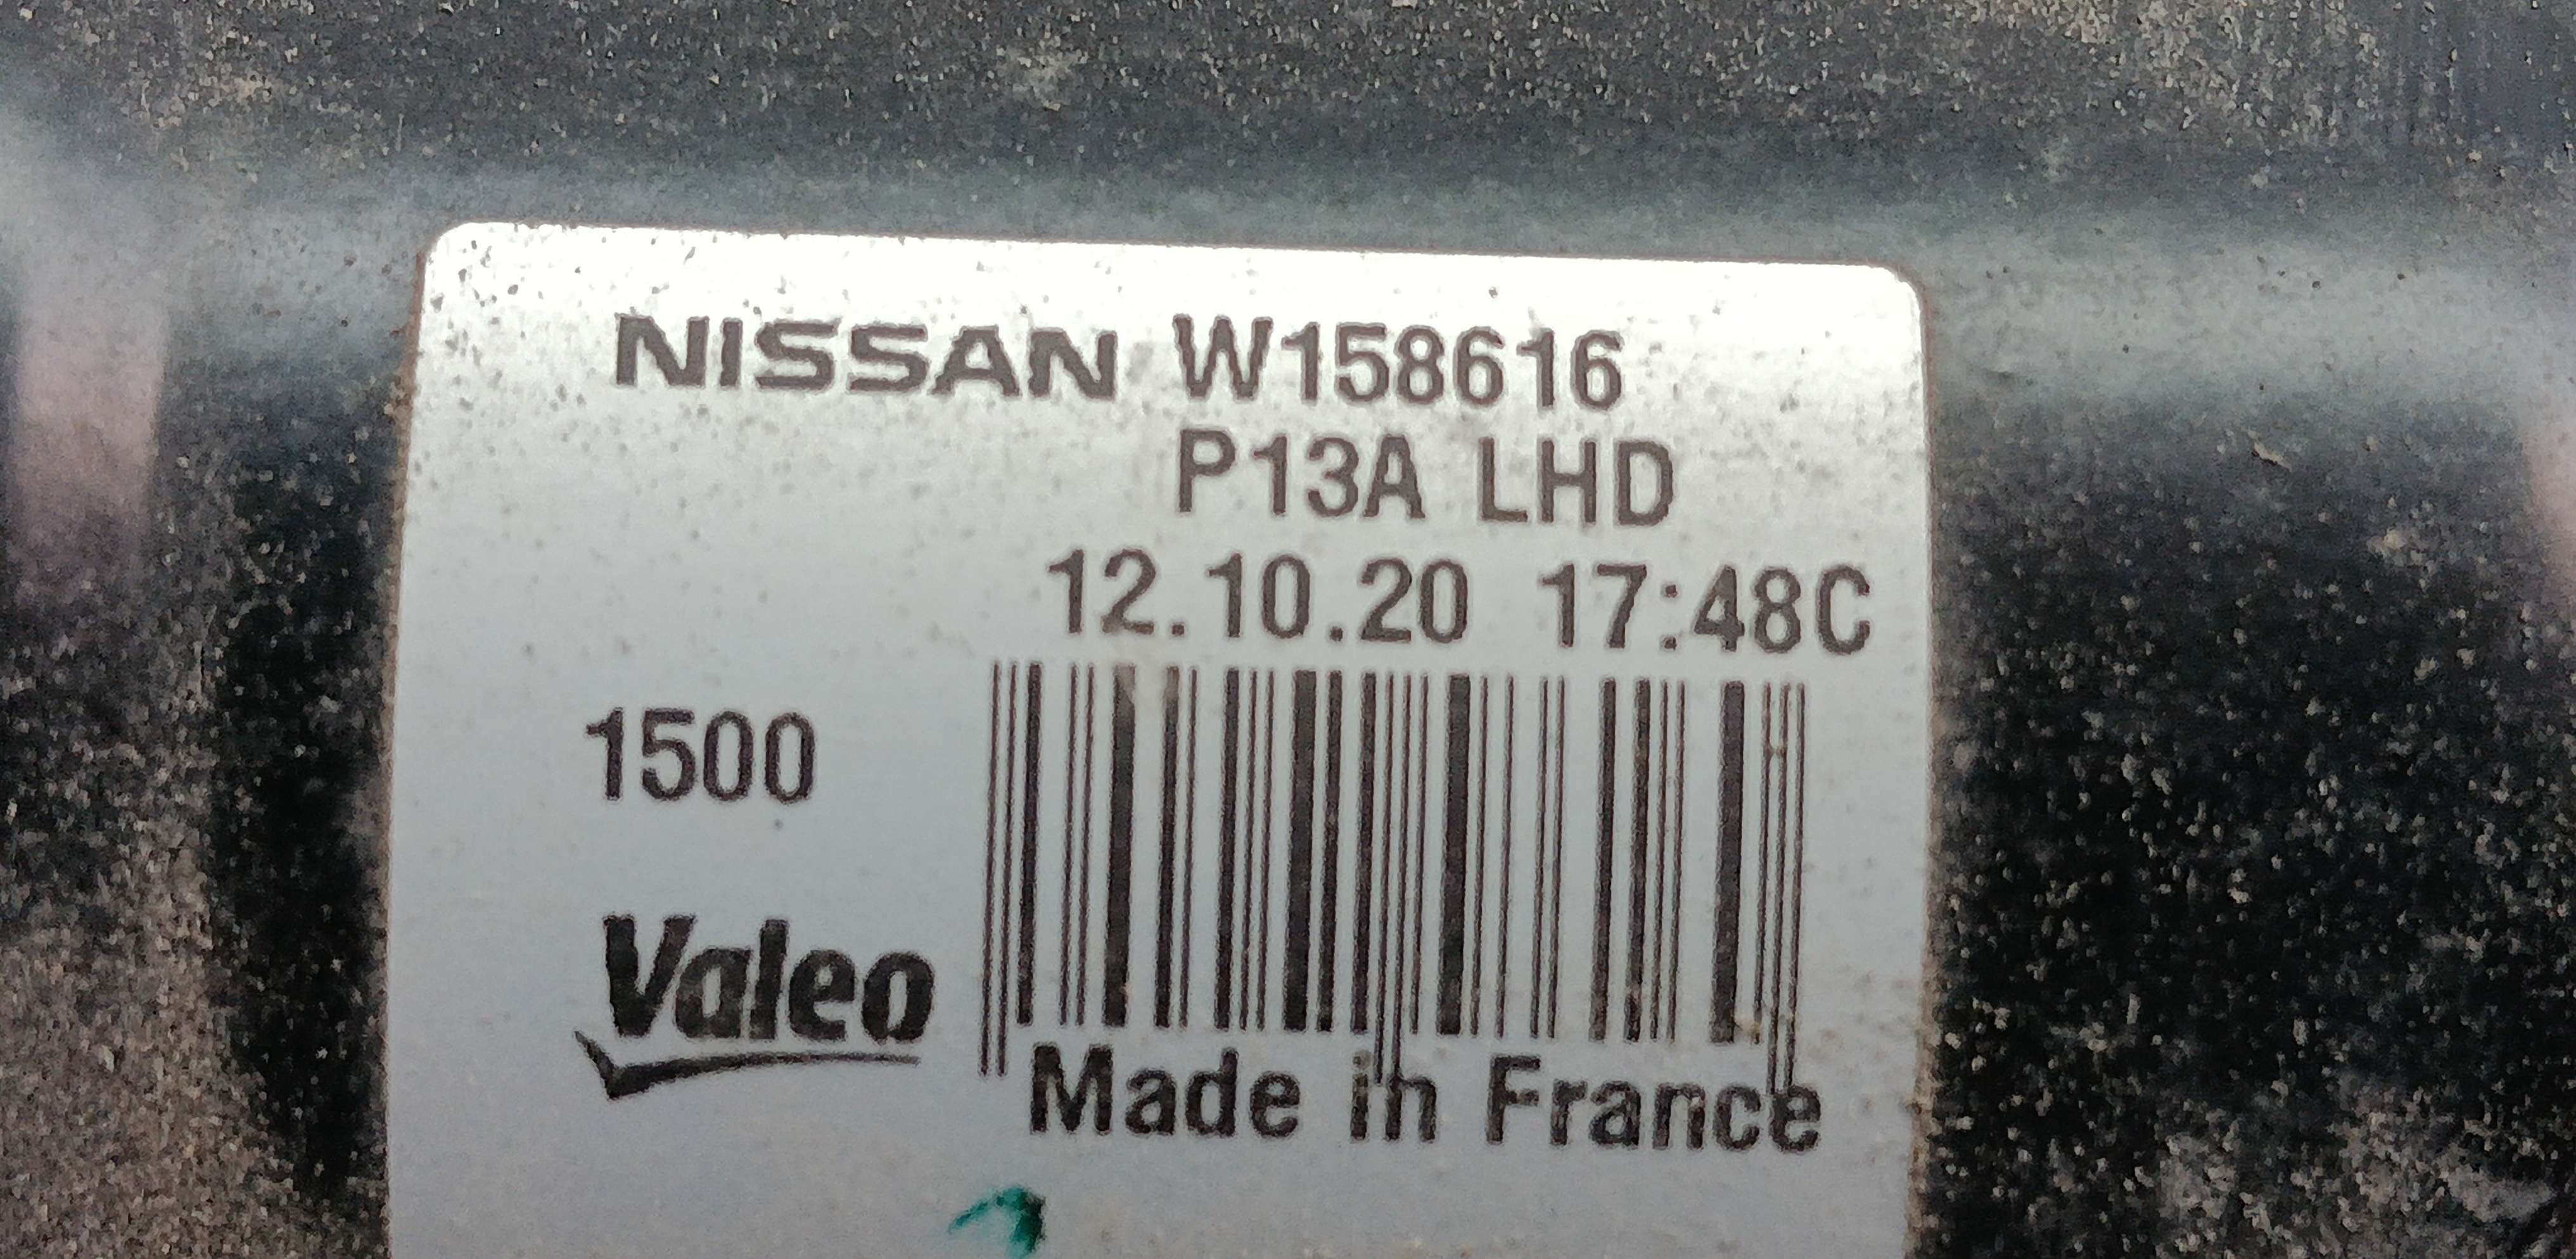 NISSAN W158616
P13A LHD
12.10.20 17:48C
1500
Valeo
Made in France